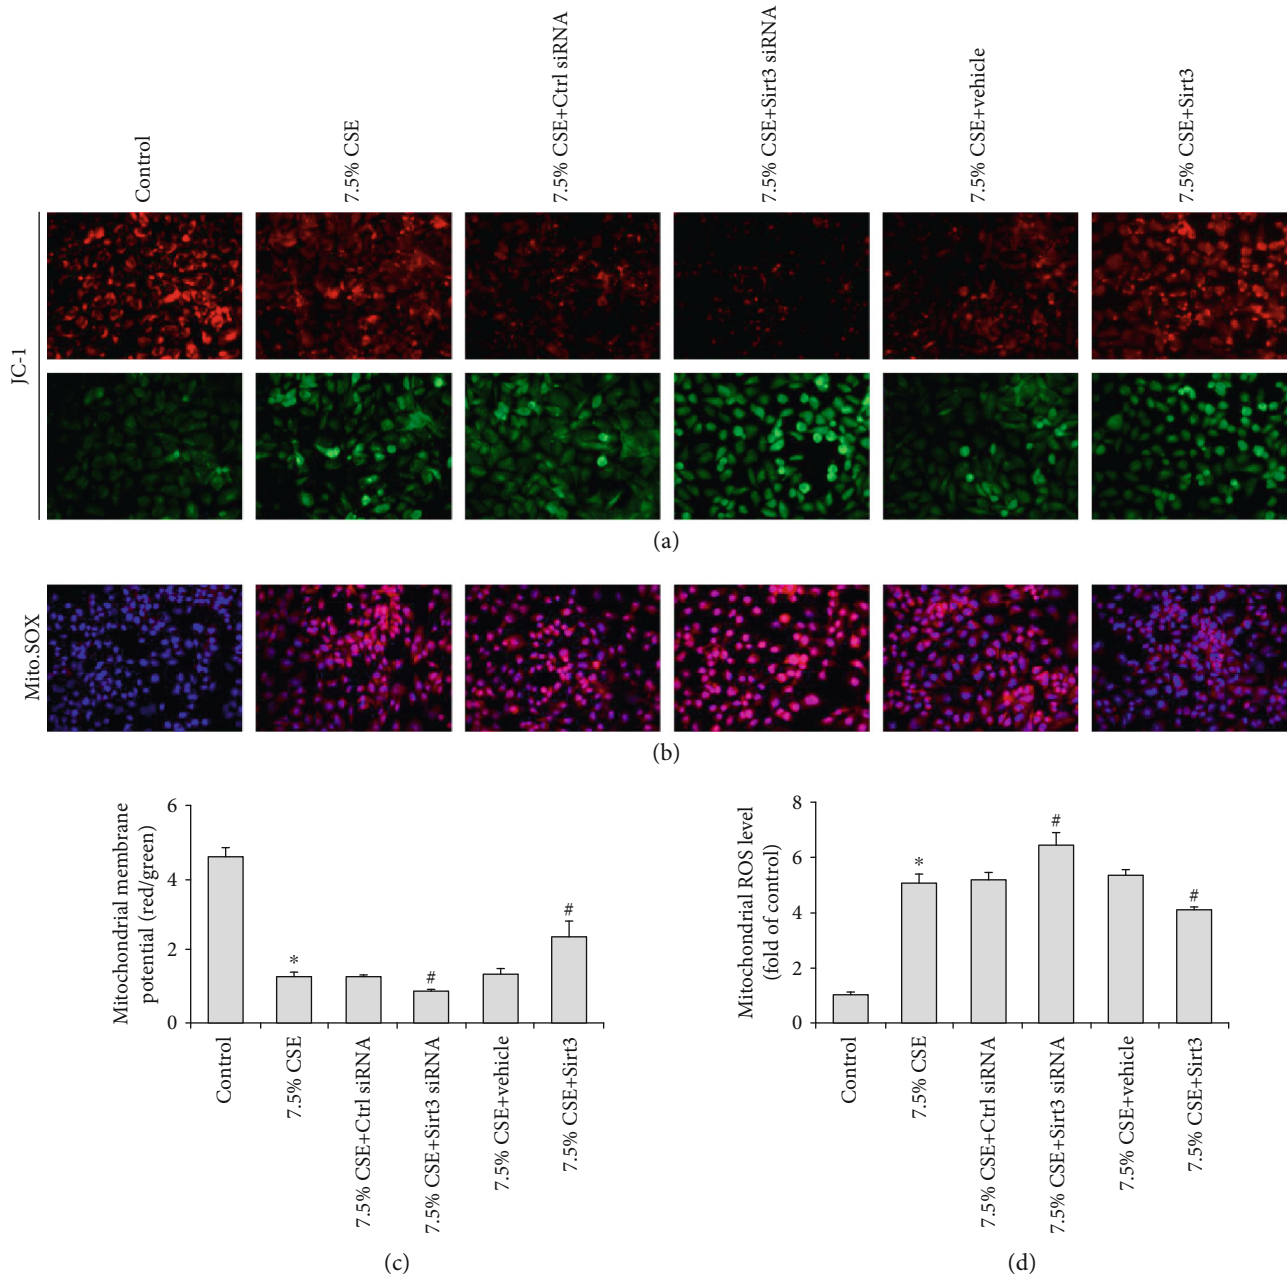 Control
7.5% CSE
7.5% CSE+Ctrl siRNA
7.5% CSE+Sirt3 siRNA
7.5% CSE+vehicle
7.5% CSE+Sirt3
JC-1
(a)
Mito.SOX
(b)
Mitochondrial membrane
potential (red/green)
6
4
2
0
*
#
#
Control
7.5% CSE
7.5% CSE+Ctrl siRNA
7.5% CSE+Sirt3 siRNA
7.5% CSE+vehicle
7.5% CSE+Sirt3
(c)
Mitochondrial ROS level
(fold of control)
8
6
4
2
0
*
#
#
Control
7.5% CSE
7.5% CSE+Ctrl siRNA
7.5% CSE+Sirt3 siRNA
7.5% CSE+vehicle
7.5% CSE+Sirt3
(d)